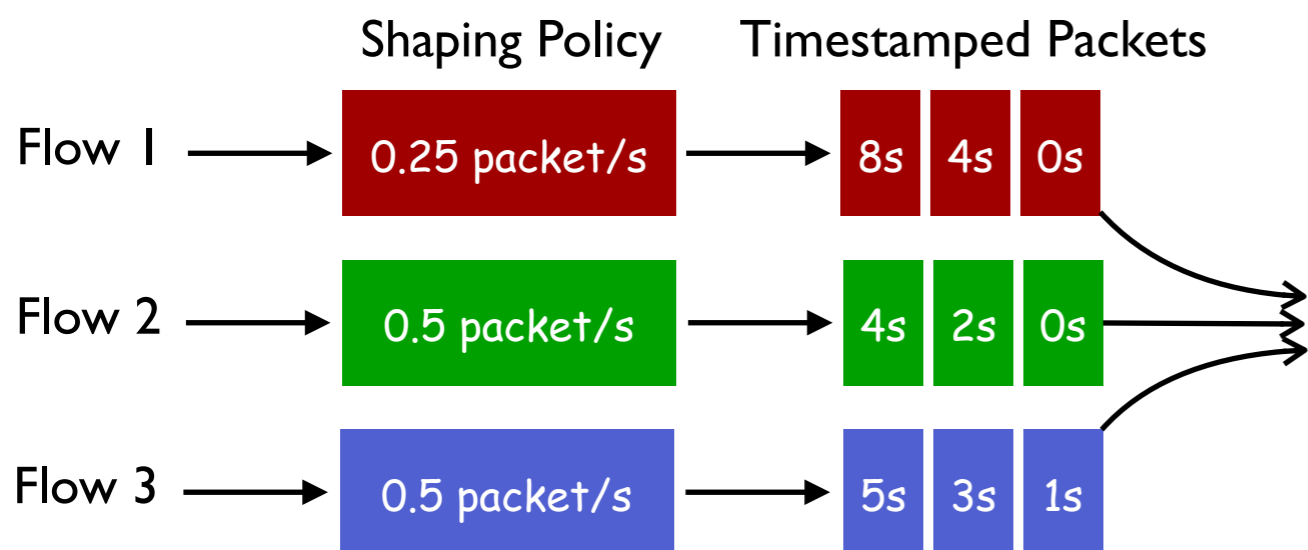 Shaping Policy Timestamped Packets
Flow 1 0.25 packet/s 8s 4s 0s
Flow 2 0.5 packet/s 4s 2s 0s
Flow 3 0.5 packet/s 5s 3s 1s